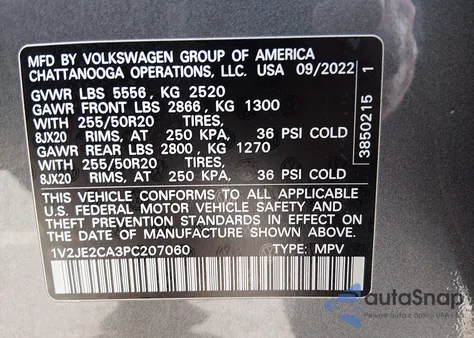 MFD BY VOLKSWAGEN GROUP OF AMERICA
CHATTANOOGA OPERATIONS, LLC. USA 09/2022
GVWR LBS 5556, KG 2520
GAWR FRONT LBS 2866, KG 1300
WITH 255/50R20 TIRES,
8JX20 RIMS, AT 250 KPA, 36 PSI COLD
GAWR REAR LBS 2800, KG 1270
WITH 255/50R20 TIRES,
8JX20 RIMS, AT 250 KPA, 36 PSI COLD
THIS VEHICLE CONFORMS TO ALL APPLICABLE
U.S. FEDERAL MOTOR VEHICLE SAFETY AND
THEFT PREVENTION STANDARDS IN EFFECT ON
THE DATE OF MANUFACTURE SHOWN ABOVE.
1V2JE2CA3PC207060 TYPE: MPV
3850215 1
autaSnap
Pewne auta z USA